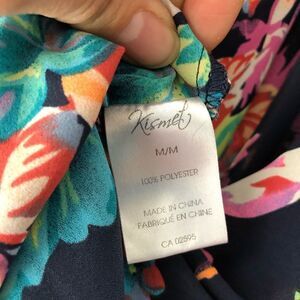 Kismet
M/M
100% POLYESTER
MADE IN CHINA
FABRIQUÉ EN CHINE
CA 02595